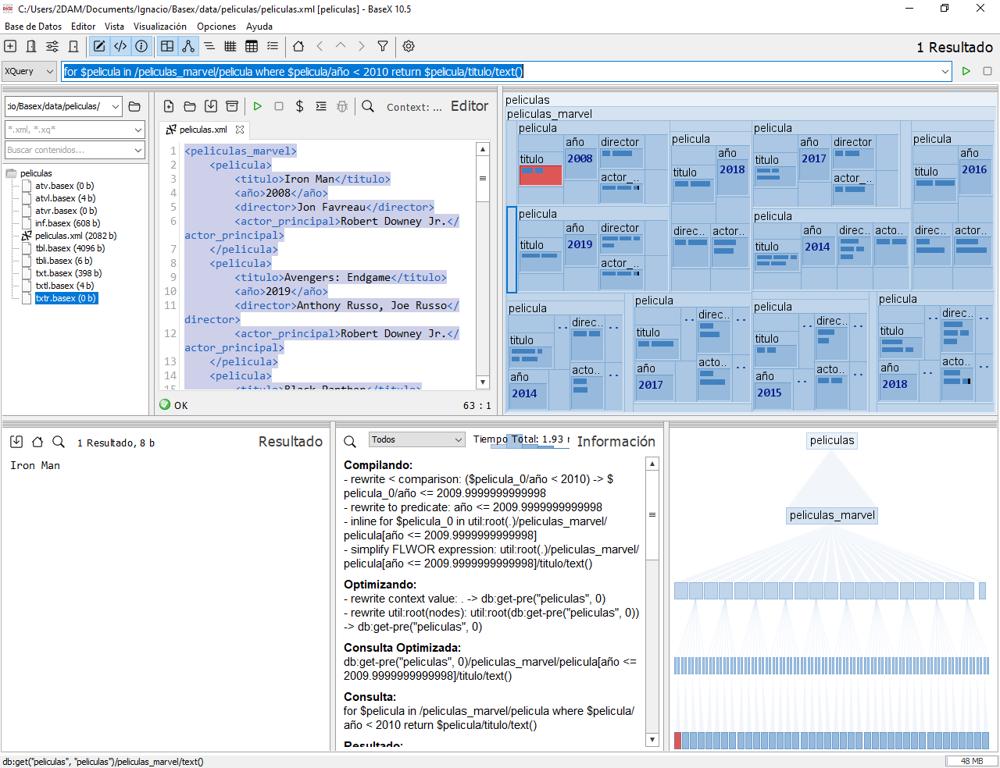 C:/Users/2DAM/Documents/Ignacio/Basex/data/peliculas/peliculas.xml [peliculas] - BaseX 10.5
Base de Datos Editor Vista Visualización Opciones Ayuda
1 Resultado
XQuery
for $pelicula in /peliculas_marvel/pelicula where $pelicula/año < 2010 return $pelicula/titulo/text()
:io/Basex/data/peliculas/
*.xml, *.xq*
Buscar contenidos...
peliculas
atv.basex (0 b)
atvl.basex (4 b)
atvr.basex (0 b)
inf.basex (608 b)
peliculas.xml (2082 b)
tbl.basex (4096 b)
tbli.basex (6 b)
txt.basex (398 b)
txtl.basex (4 b)
txtr.basex (0 b)
Context: ... Editor
peliculas.xml
1 <peliculas_marvel>
2 <pelicula>
3 <titulo>Iron Man</titulo>
4 <año>2008</año>
5 <director>Jon Favreau</director>
6 <actor_principal>Robert Downey Jr.</
actor_principal>
7 </pelicula>
8 <pelicula>
9 <titulo>Avengers: Endgame</titulo>
10 <año>2019</año>
11 <director>Anthony Russo, Joe Russo</
director>
12 <actor_principal>Robert Downey Jr.</
actor_principal>
13 </pelicula>
14 <pelicula>
15 <titulo>Black Panther</titulo>
OK
63 : 1
peliculas
peliculas_marvel
pelicula
titulo
año
2008
director
actor_...
pelicula
titulo
año
2018
direc...
actor...
pelicula
titulo
año
2017
director
actor_...
pelicula
titulo
año
2016
direc...
actor...
pelicula
titulo
año
2019
director
actor_...
pelicula
titulo
año
2014
direc...
acto...
pelicula
titulo
año
2014
direc...
acto..
pelicula
titulo
año
2017
direc...
acto..
pelicula
titulo
año
2015
direc...
acto..
pelicula
titulo
año
2018
direc...
acto..
1 Resultado, 8 b
Resultado
Iron Man
Todos
Tiempo Total: 1.93
Información
Compilando:
- rewrite < comparison: ($pelicula_0/año < 2010) -> $
pelicula_0/año <= 2009.9999999999998
- rewrite to predicate: año <= 2009.9999999999998
- inline for $pelicula_0 in util:root(.)/peliculas_marvel/
pelicula[año <= 2009.9999999999998]
- simplify FLWOR expression: util:root(.)/peliculas_marvel/
pelicula[año <= 2009.9999999999998]/titulo/text()
Optimizando:
- rewrite context value: . -> db:get-pre("peliculas", 0)
- rewrite util:root(nodes): util:root(db:get-pre("peliculas", 0))
-> db:get-pre("peliculas", 0)
Consulta Optimizada:
db:get-pre("peliculas", 0)/peliculas_marvel/pelicula[año <=
2009.9999999999998]/titulo/text()
Consulta:
for $pelicula in /peliculas_marvel/pelicula where $pelicula/
año < 2010 return $pelicula/titulo/text()
Resultado:
peliculas
peliculas_marvel
db:get("peliculas", "peliculas")/peliculas_marvel/text()
48 MB